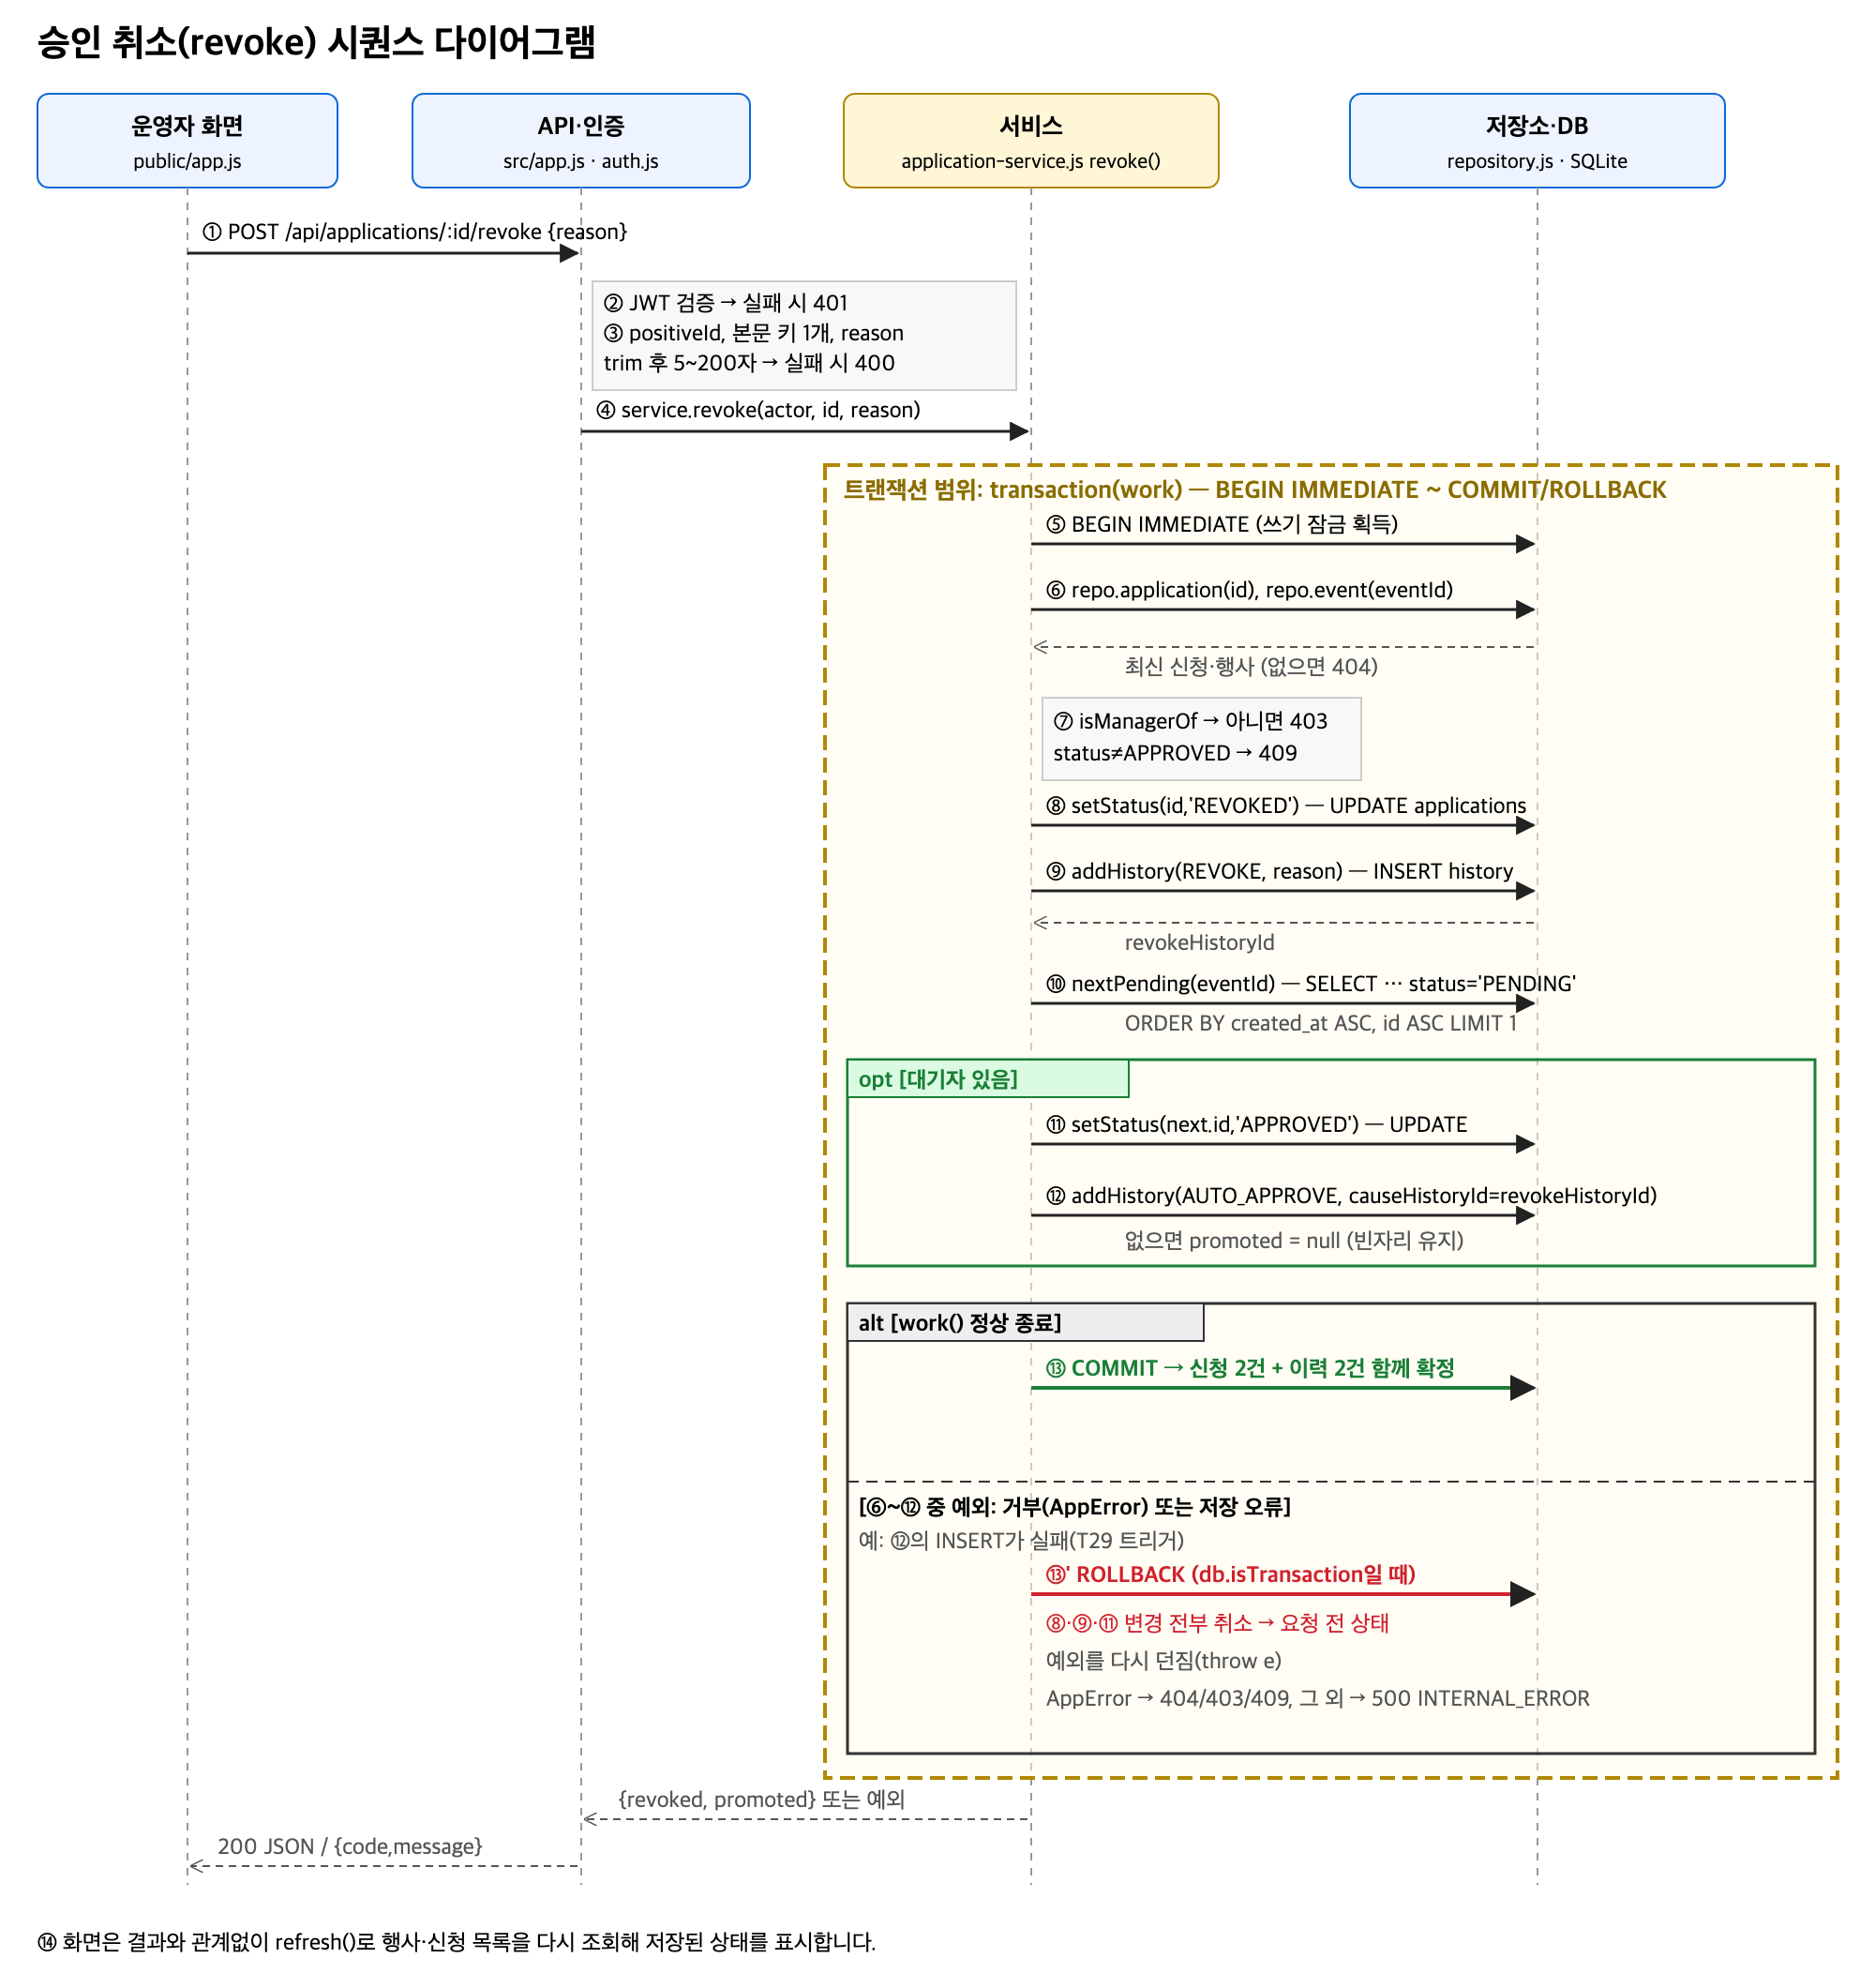 승인 취소(revoke) 시퀀스 다이어그램
운영자 화면
public/app.js
API·인증
src/app.js · auth.js
서비스
application-service.js revoke()
저장소·DB
repository.js · SQLite
① POST /api/applications/:id/revoke {reason}
② JWT 검증 → 실패 시 401
③ positiveId, 본문 키 1개, reason
trim 후 5~200자 → 실패 시 400
④ service.revoke(actor, id, reason)
트랜잭션 범위: transaction(work) — BEGIN IMMEDIATE ~ COMMIT/ROLLBACK
⑤ BEGIN IMMEDIATE (쓰기 잠금 획득)
⑥ repo.application(id), repo.event(eventId)
최신 신청·행사 (없으면 404)
⑦ isManagerOf → 아니면 403
status≠APPROVED → 409
⑧ setStatus(id,'REVOKED') — UPDATE applications
⑨ addHistory(REVOKE, reason) — INSERT history
revokeHistoryId
⑩ nextPending(eventId) — SELECT … status='PENDING'
ORDER BY created_at ASC, id ASC LIMIT 1
opt [대기자 있음]
⑪ setStatus(next.id,'APPROVED') — UPDATE
⑫ addHistory(AUTO_APPROVE, causeHistoryId=revokeHistoryId)
없으면 promoted = null (빈자리 유지)
alt [work() 정상 종료]
⑬ COMMIT → 신청 2건 + 이력 2건 함께 확정
[⑥~⑫ 중 예외: 거부(AppError) 또는 저장 오류]
예: ⑫의 INSERT가 실패(T29 트리거)
⑬' ROLLBACK (db.isTransaction일 때)
⑧·⑨·⑪ 변경 전부 취소 → 요청 전 상태
예외를 다시 던짐(throw e)
AppError → 404/403/409, 그 외 → 500 INTERNAL_ERROR
{revoked, promoted} 또는 예외
200 JSON / {code,message}
⑭ 화면은 결과와 관계없이 refresh()로 행사·신청 목록을 다시 조회해 저장된 상태를 표시합니다.